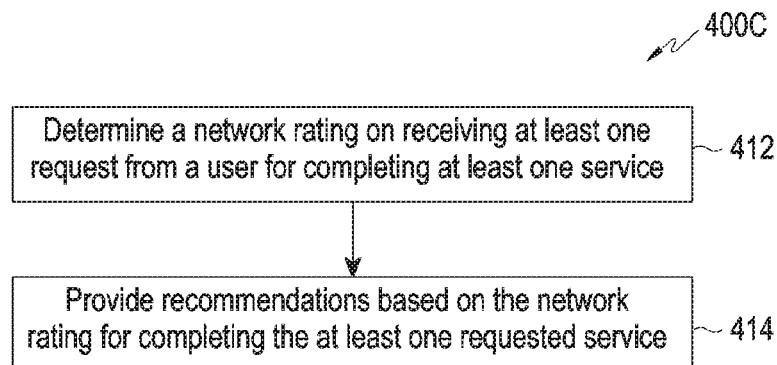 400C
Determine a network rating on receiving at least one
request from a user for completing at least one service
412
Provide recommendations based on the network
rating for completing the at least one requested service
414